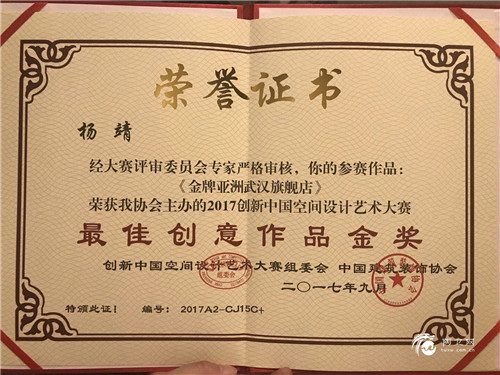 荣誉证书
杨靖
经大赛评审委员会专家严格审核，你的参赛作品：
《金牌亚洲武汉旗舰店》
荣获我协会主办的2017创新中国空间设计艺术大赛
最佳创意作品金奖
创新中国空间设计艺术大赛组委会 中国建筑装饰协会
二〇一七年九月
特颁此证！ 编号：2017A2-CJ15C+